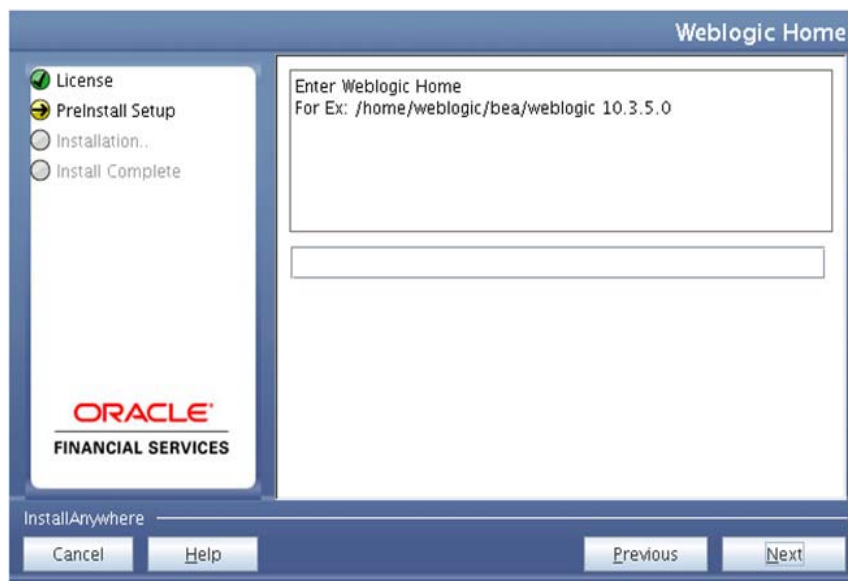 Weblogic Home
License
PreInstall Setup
Installation..
Install Complete
Enter Weblogic Home
For Ex: /home/weblogic/bea/weblogic 10.3.5.0
ORACLE
FINANCIAL SERVICES
InstallAnywhere
Cancel
Help
Previous
Next